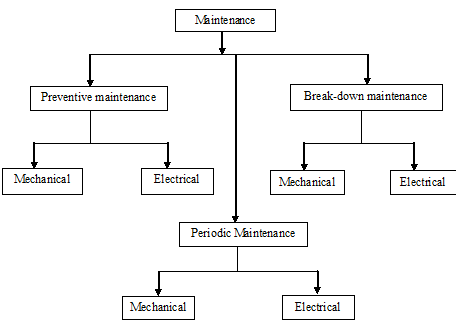 Maintenance
Preventive maintenance
Break-down maintenance
Mechanical
Electrical
Mechanical
Electrical
Periodic Maintenance
Mechanical
Electrical